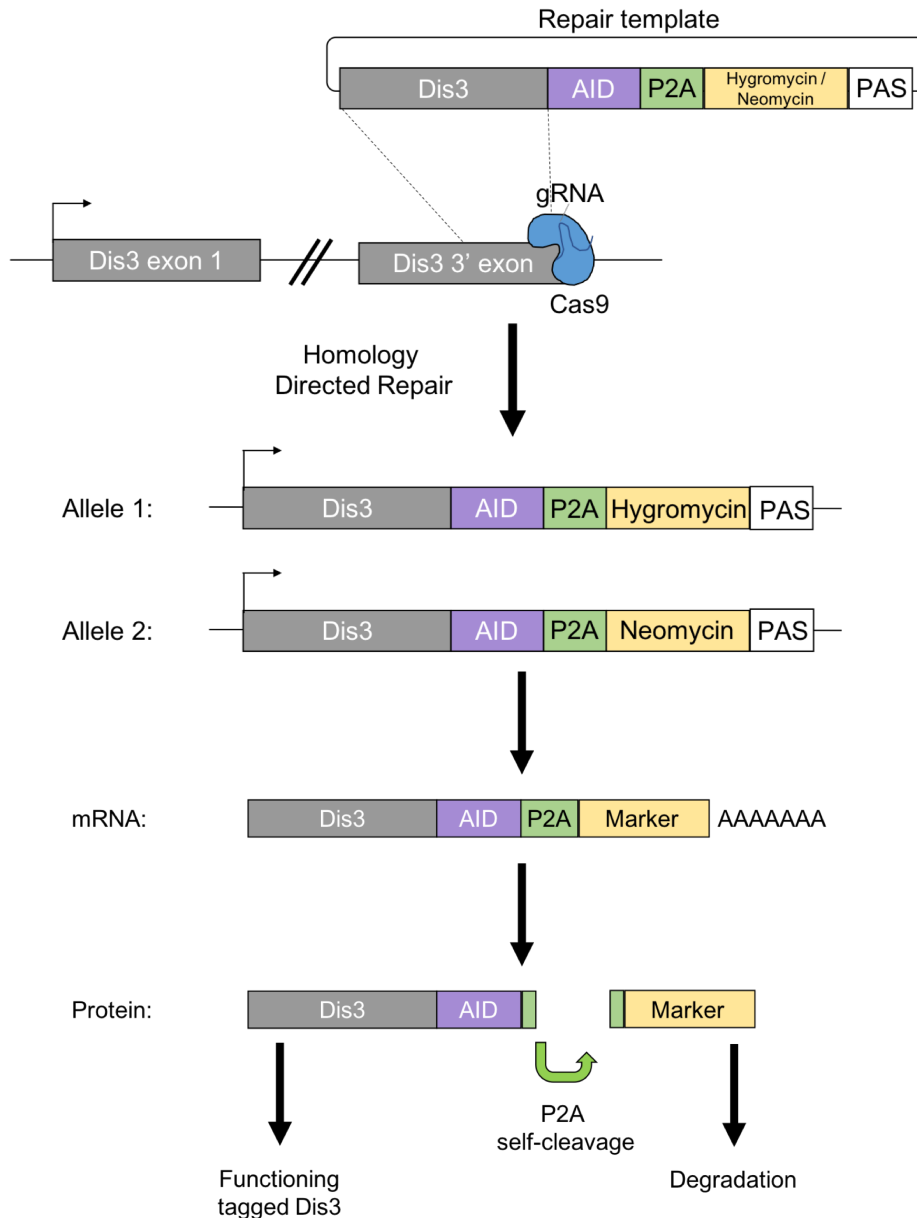 Repair template
Dis3 AID P2A Hygromycin / Neomycin PAS
gRNA
Dis3 exon 1 Dis3 3’ exon
Cas9
Homology
Directed Repair
Allele 1: Dis3 AID P2A Hygromycin PAS
Allele 2: Dis3 AID P2A Neomycin PAS
mRNA: Dis3 AID P2A Marker AAAAAAA
Protein: Dis3 AID Marker
P2A
self-cleavage
Functioning
tagged Dis3
Degradation